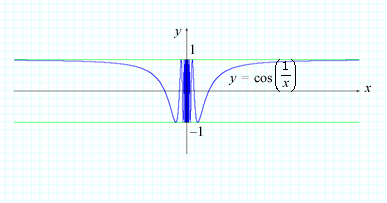 y
1
y = cos(1/x)
x
−1